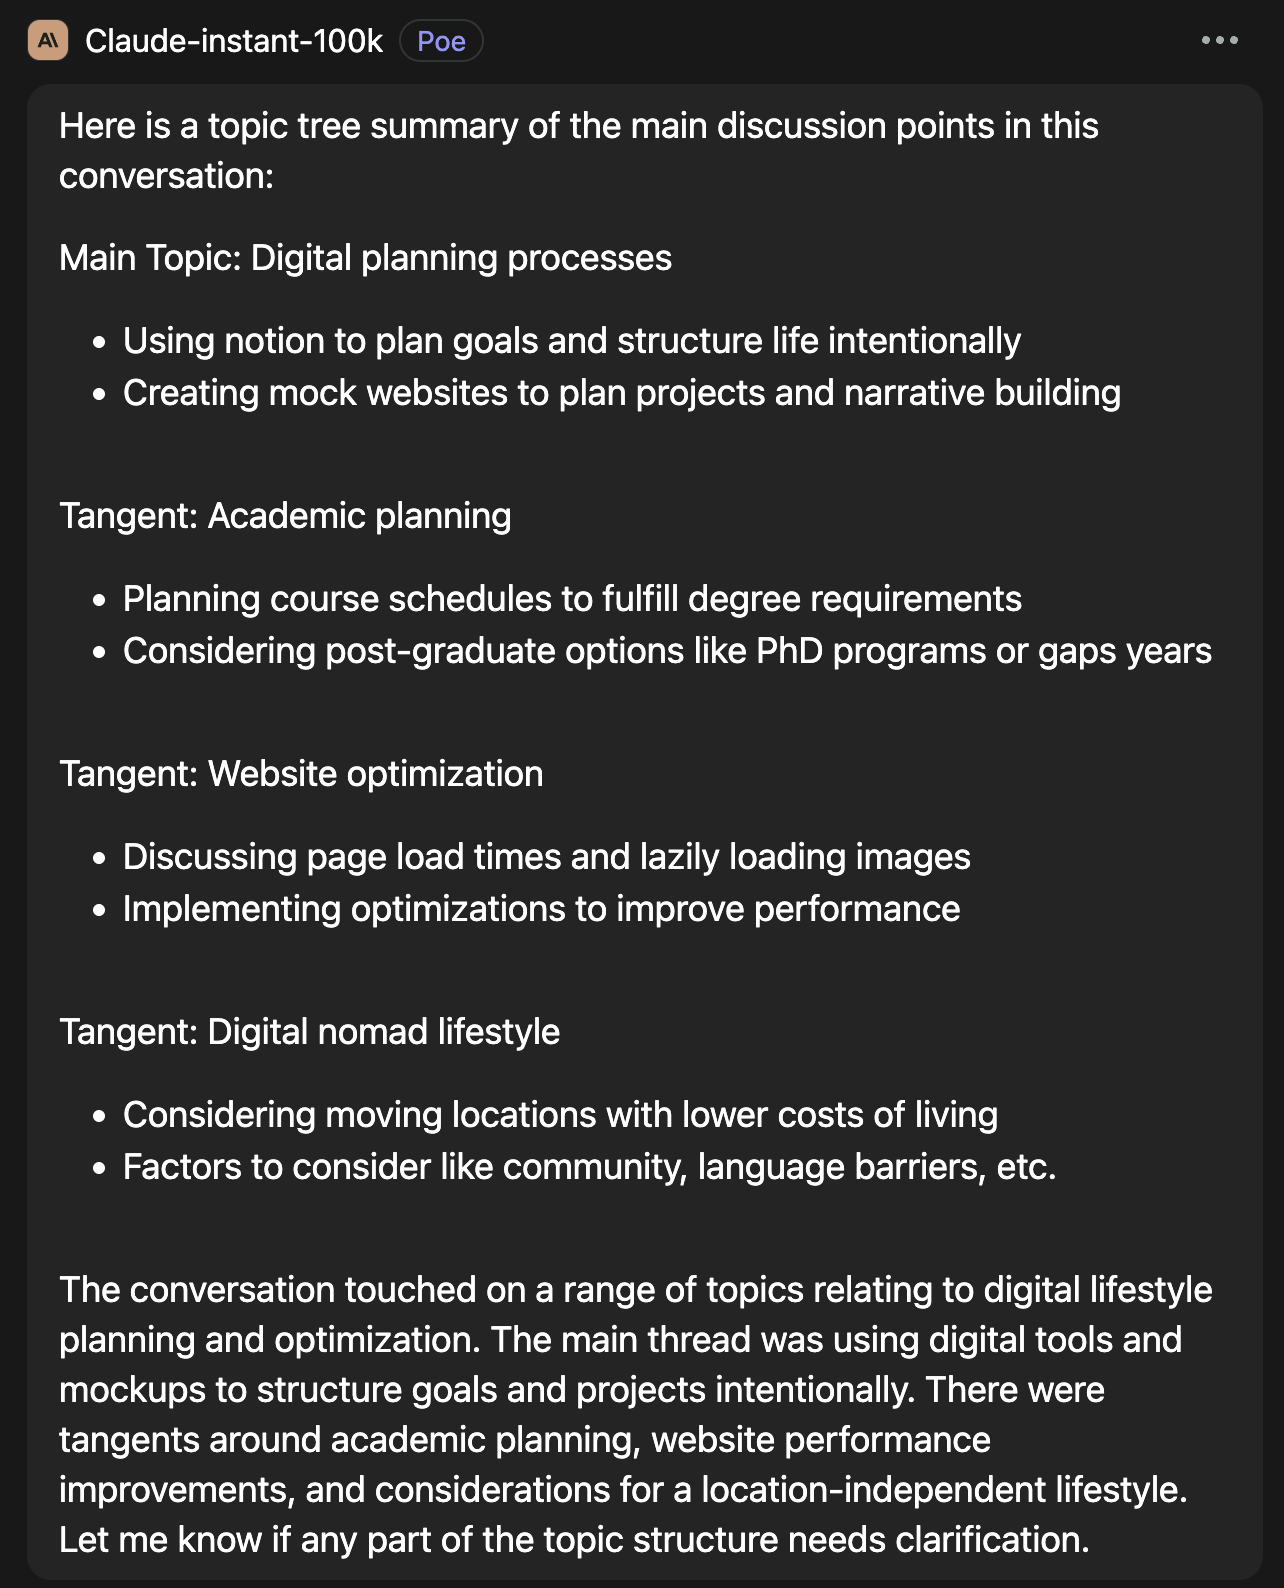 Claude-instant-100k Poe
Here is a topic tree summary of the main discussion points in this
conversation:
Main Topic: Digital planning processes
• Using notion to plan goals and structure life intentionally
• Creating mock websites to plan projects and narrative building
Tangent: Academic planning
• Planning course schedules to fulfill degree requirements
• Considering post-graduate options like PhD programs or gaps years
Tangent: Website optimization
• Discussing page load times and lazily loading images
• Implementing optimizations to improve performance
Tangent: Digital nomad lifestyle
• Considering moving locations with lower costs of living
• Factors to consider like community, language barriers, etc.
The conversation touched on a range of topics relating to digital lifestyle
planning and optimization. The main thread was using digital tools and
mockups to structure goals and projects intentionally. There were
tangents around academic planning, website performance
improvements, and considerations for a location-independent lifestyle.
Let me know if any part of the topic structure needs clarification.